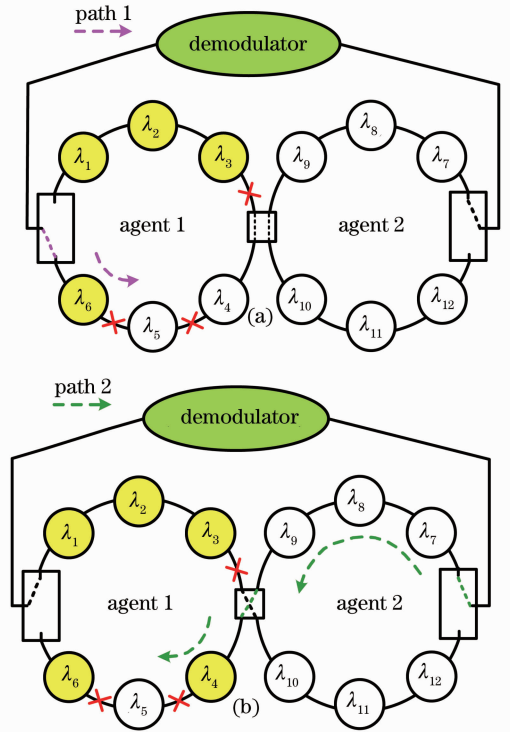 path 1
demodulator
λ₂
λ₈
λ₁
λ₃
λ₉
λ₇
agent 1
agent 2
λ₆
λ₄
λ₁₀
λ₁₂
λ₅
(a)
λ₁₁
path 2
demodulator
λ₂
λ₈
λ₁
λ₃
λ₉
λ₇
agent 1
agent 2
λ₆
λ₄
λ₁₀
λ₁₂
λ₅
(b)
λ₁₁